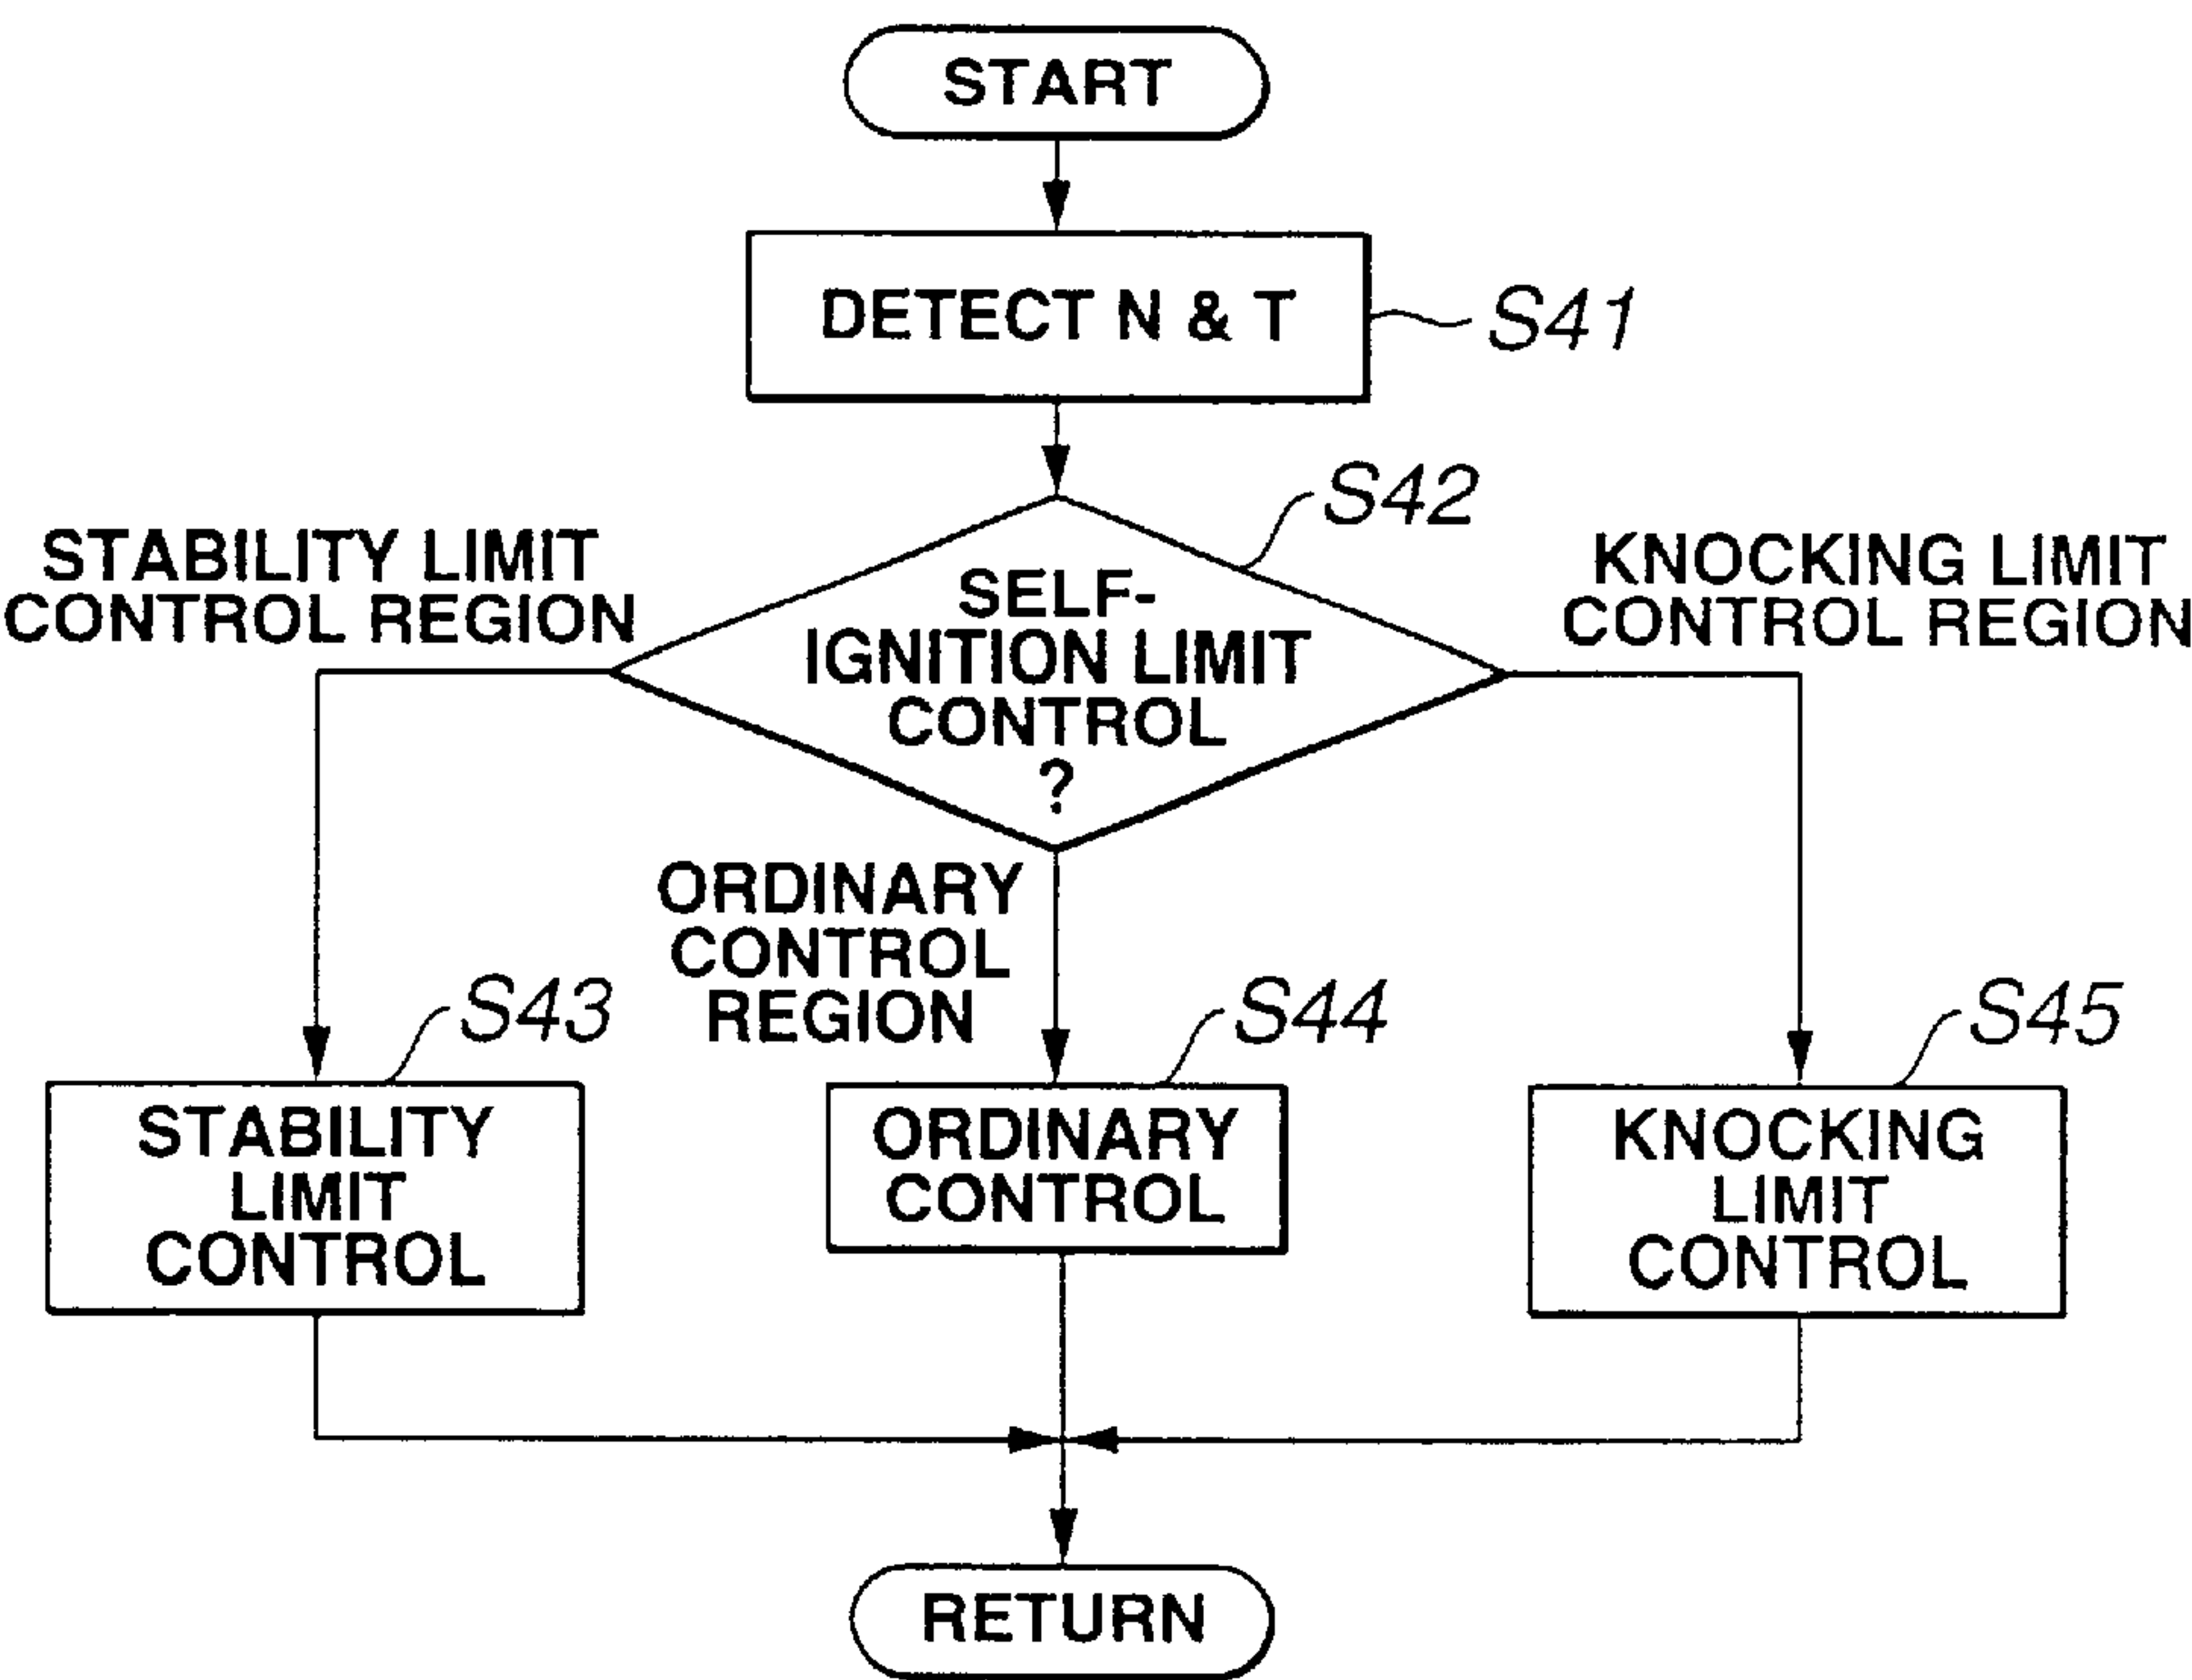 START
DETECT N & T
S41
S42
STABILITY LIMIT
CONTROL REGION
SELF-
IGNITION LIMIT
CONTROL
?
KNOCKING LIMIT
CONTROL REGION
ORDINARY
CONTROL
REGION
S43
S44
S45
STABILITY
LIMIT
CONTROL
ORDINARY
CONTROL
KNOCKING
LIMIT
CONTROL
RETURN